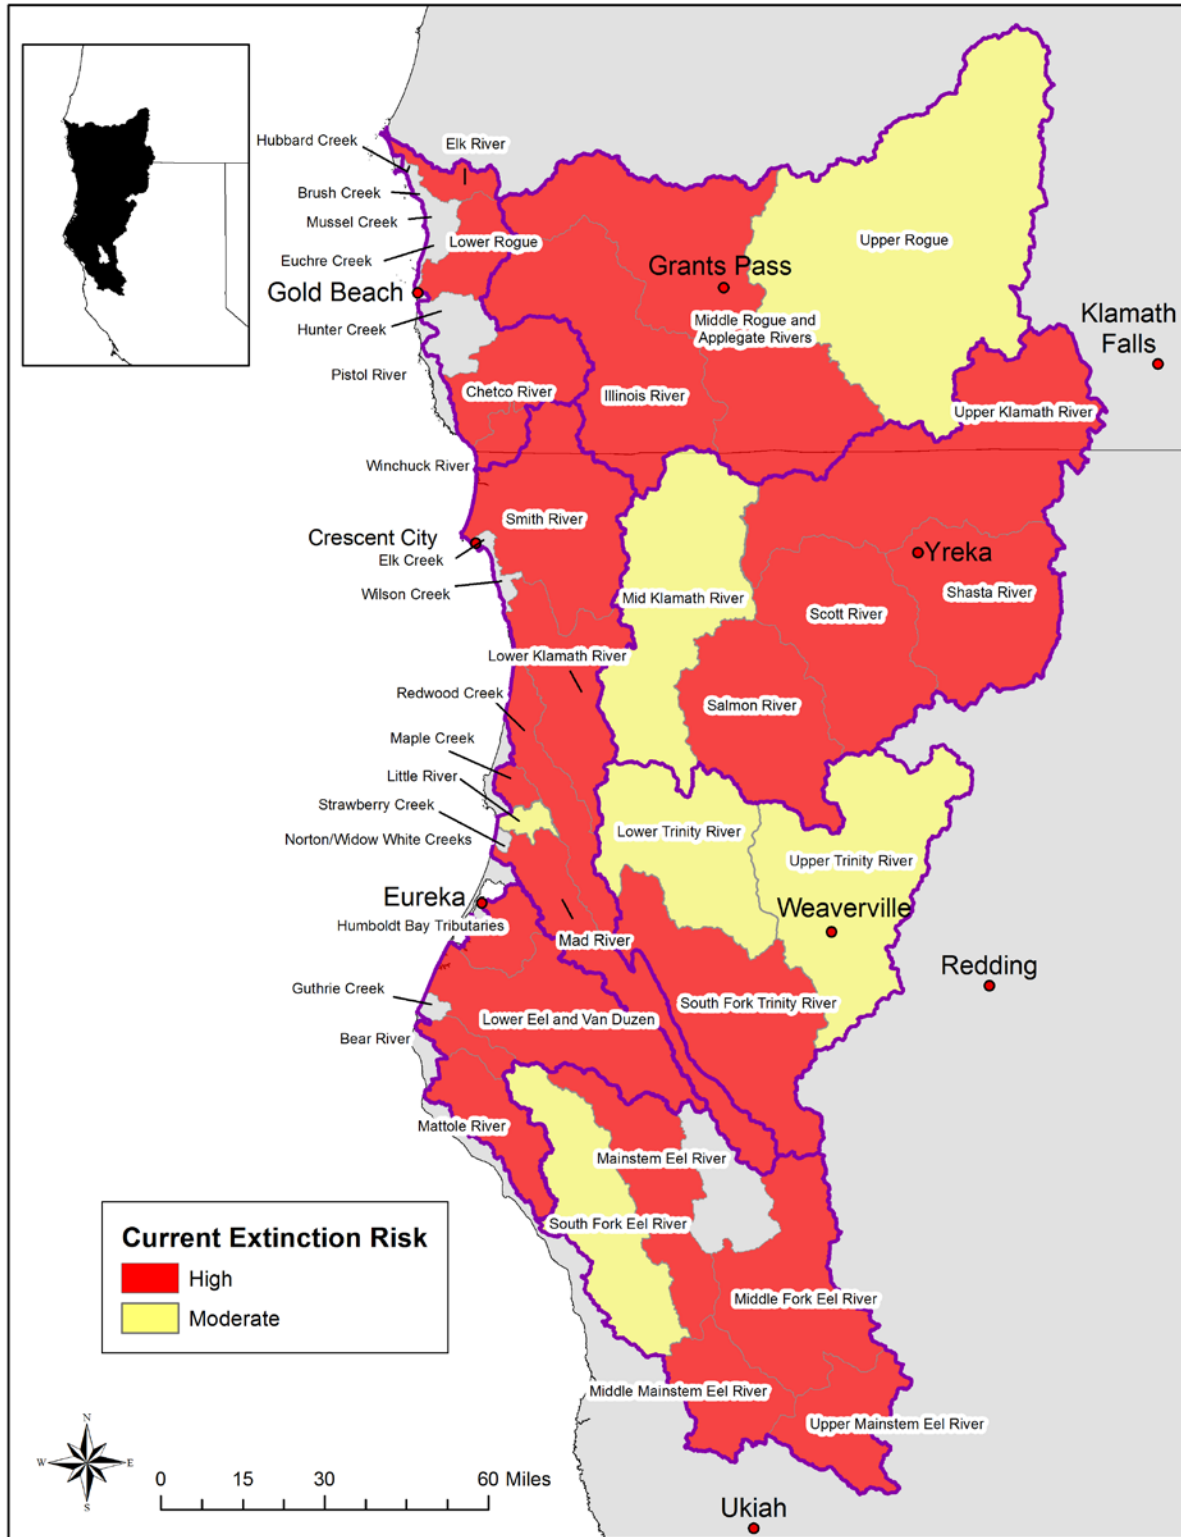 Elk River
Hubbard Creek
Brush Creek
Mussel Creek
Upper Rogue
Lower Rogue
Euchre Creek
Grants Pass
Gold Beach
Klamath
Falls
Hunter Creek
Middle Rogue and
Applegate Rivers
Pistol River
Chetco River
Illinois River
Upper Klamath River
Winchuck River
Smith River
Crescent City
Elk Creek
Yreka
Wilson Creek
Mid Klamath River
Shasta River
Scott River
Lower Klamath River
Redwood Creek
Salmon River
Maple Creek
Little River
Strawberry Creek
Lower Trinity River
Norton/Widow White Creeks
Upper Trinity River
Eureka
Weaverville
Humboldt Bay Tributaries
Mad River
Redding
Guthrie Creek
South Fork Trinity River
Lower Eel and Van Duzen
Bear River
Mattole River
Mainstem Eel River
South Fork Eel River
Current Extinction Risk
High
Moderate
Middle Fork Eel River
Middle Mainstem Eel River
Upper Mainstem Eel River
N
W
E
S
0 15 30 60 Miles
Ukiah